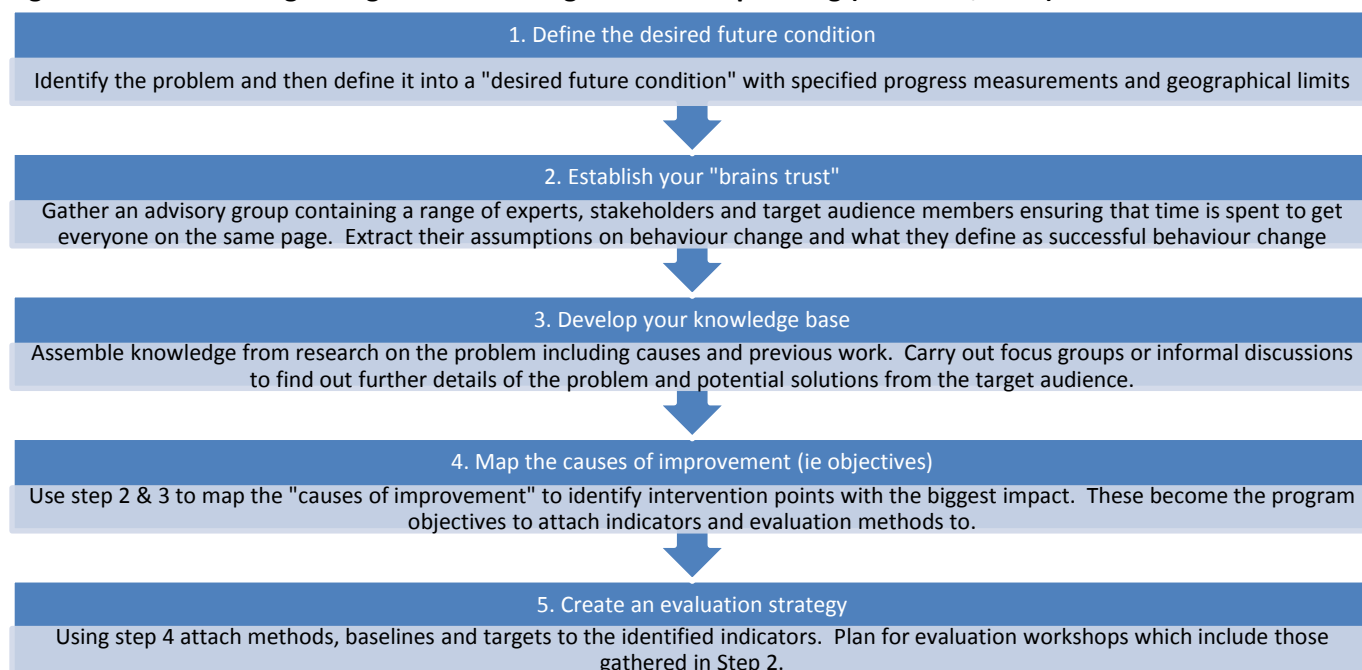 1. Define the desired future condition
Identify the problem and then define it into a "desired future condition" with specified progress measurements and geographical limits
2. Establish your "brains trust"
Gather an advisory group containing a range of experts, stakeholders and target audience members ensuring that time is spent to get
everyone on the same page.  Extract their assumptions on behaviour change and what they define as successful behaviour change
3. Develop your knowledge base
Assemble knowledge from research on the problem including causes and previous work.  Carry out focus groups or informal discussions
to find out further details of the problem and potential solutions from the target audience.
4. Map the causes of improvement (ie objectives)
Use step 2 & 3 to map the "causes of improvement" to identify intervention points with the biggest impact.  These become the program
objectives to attach indicators and evaluation methods to.
5. Create an evaluation strategy
Using step 4 attach methods, baselines and targets to the identified indicators.  Plan for evaluation workshops which include those
gathered in Step 2.